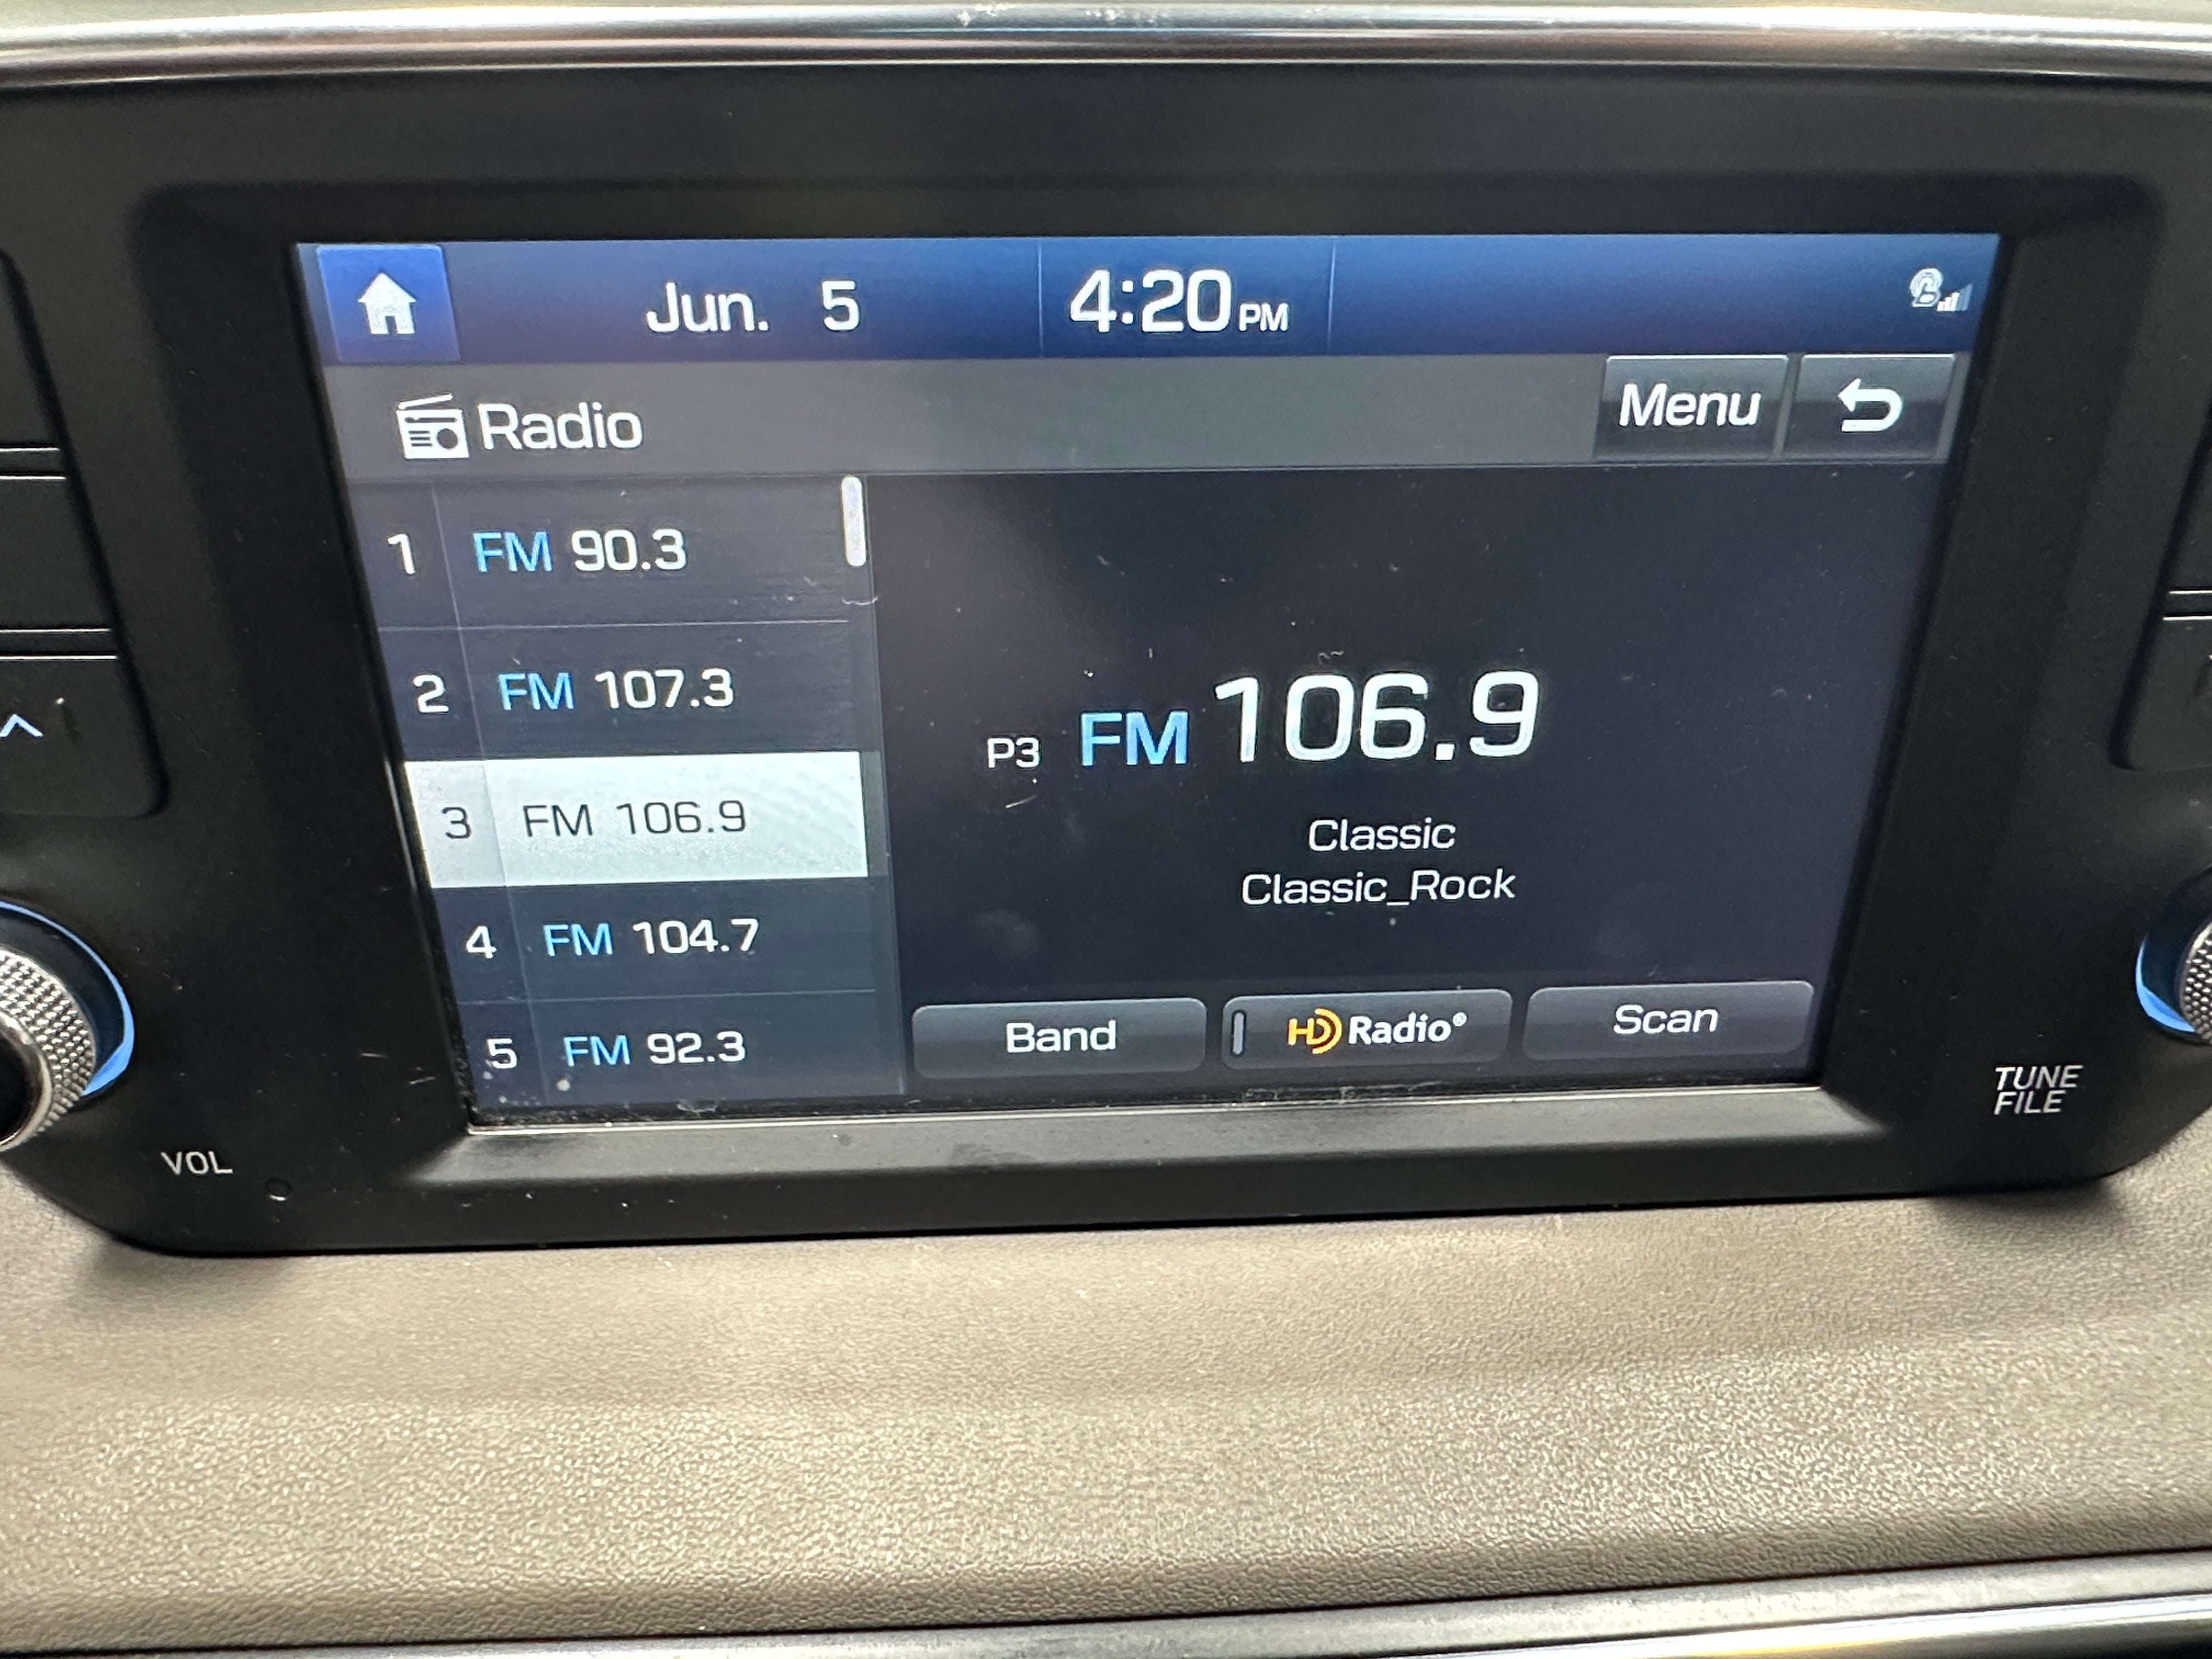 Jun. 5 4:20 PM
Radio Menu
1 FM 90.3
2 FM 107.3
3 FM 106.9
4 FM 104.7
5 FM 92.3
P3 FM 106.9
Classic
Classic_Rock
Band HD Radio® Scan
VOL
TUNE
FILE